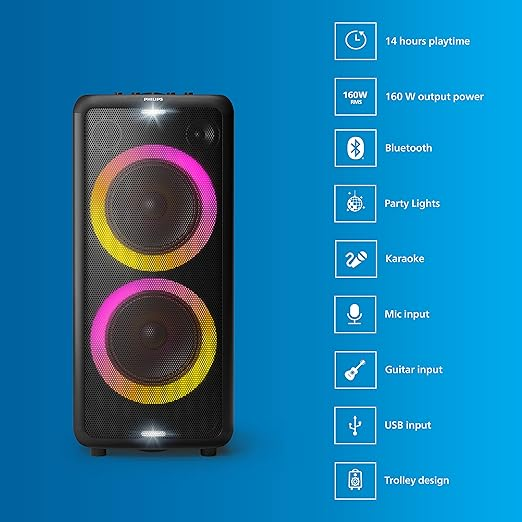 PHILIPS
14 hours playtime
160W
RMS
160 W output power
Bluetooth
Party Lights
Karaoke
Mic input
Guitar input
USB input
Trolley design